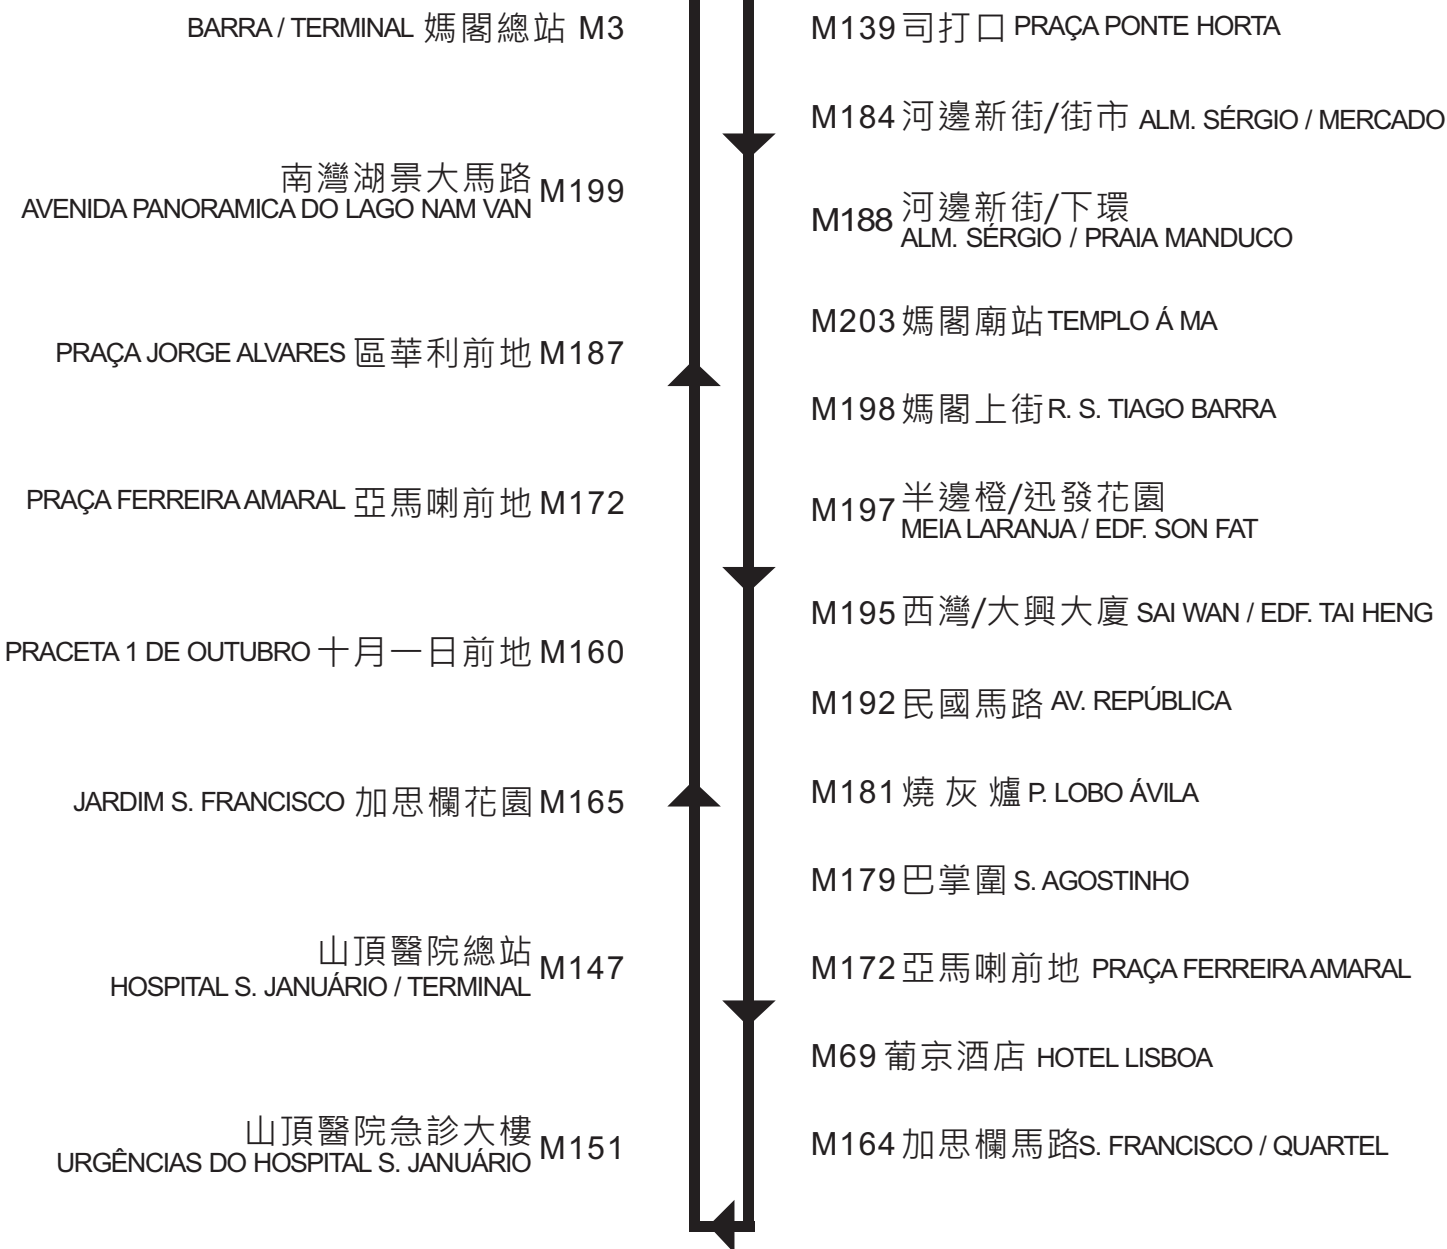 BARRA / TERMINAL 媽閣總站 M3
南灣湖景大馬路
AVENIDA PANORAMICA DO LAGO NAM VAN M199
PRAÇA JORGE ALVARES 區華利前地 M187
PRAÇA FERREIRA AMARAL 亞馬喇前地 M172
PRACETA 1 DE OUTUBRO 十月一日前地 M160
JARDIM S. FRANCISCO 加思欄花園 M165
山頂醫院總站
HOSPITAL S. JANUÁRIO / TERMINAL M147
山頂醫院急診大樓
URGÊNCIAS DO HOSPITAL S. JANUÁRIO M151
M139 司打口 PRAÇA PONTE HORTA
M184 河邊新街/街市 ALM. SÉRGIO / MERCADO
M188 河邊新街/下環
ALM. SÉRGIO / PRAIA MANDUCO
M203 媽閣廟站 TEMPLO Á MA
M198 媽閣上街 R. S. TIAGO BARRA
M197 半邊橙/迅發花園
MEIA LARANJA / EDF. SON FAT
M195 西灣/大興大廈 SAI WAN / EDF. TAI HENG
M192 民國馬路 AV. REPÚBLICA
M181 燒灰爐 P. LOBO ÁVILA
M179 巴掌圍 S. AGOSTINHO
M172 亞馬喇前地 PRAÇA FERREIRA AMARAL
M69 葡京酒店 HOTEL LISBOA
M164 加思欄馬路 S. FRANCISCO / QUARTEL